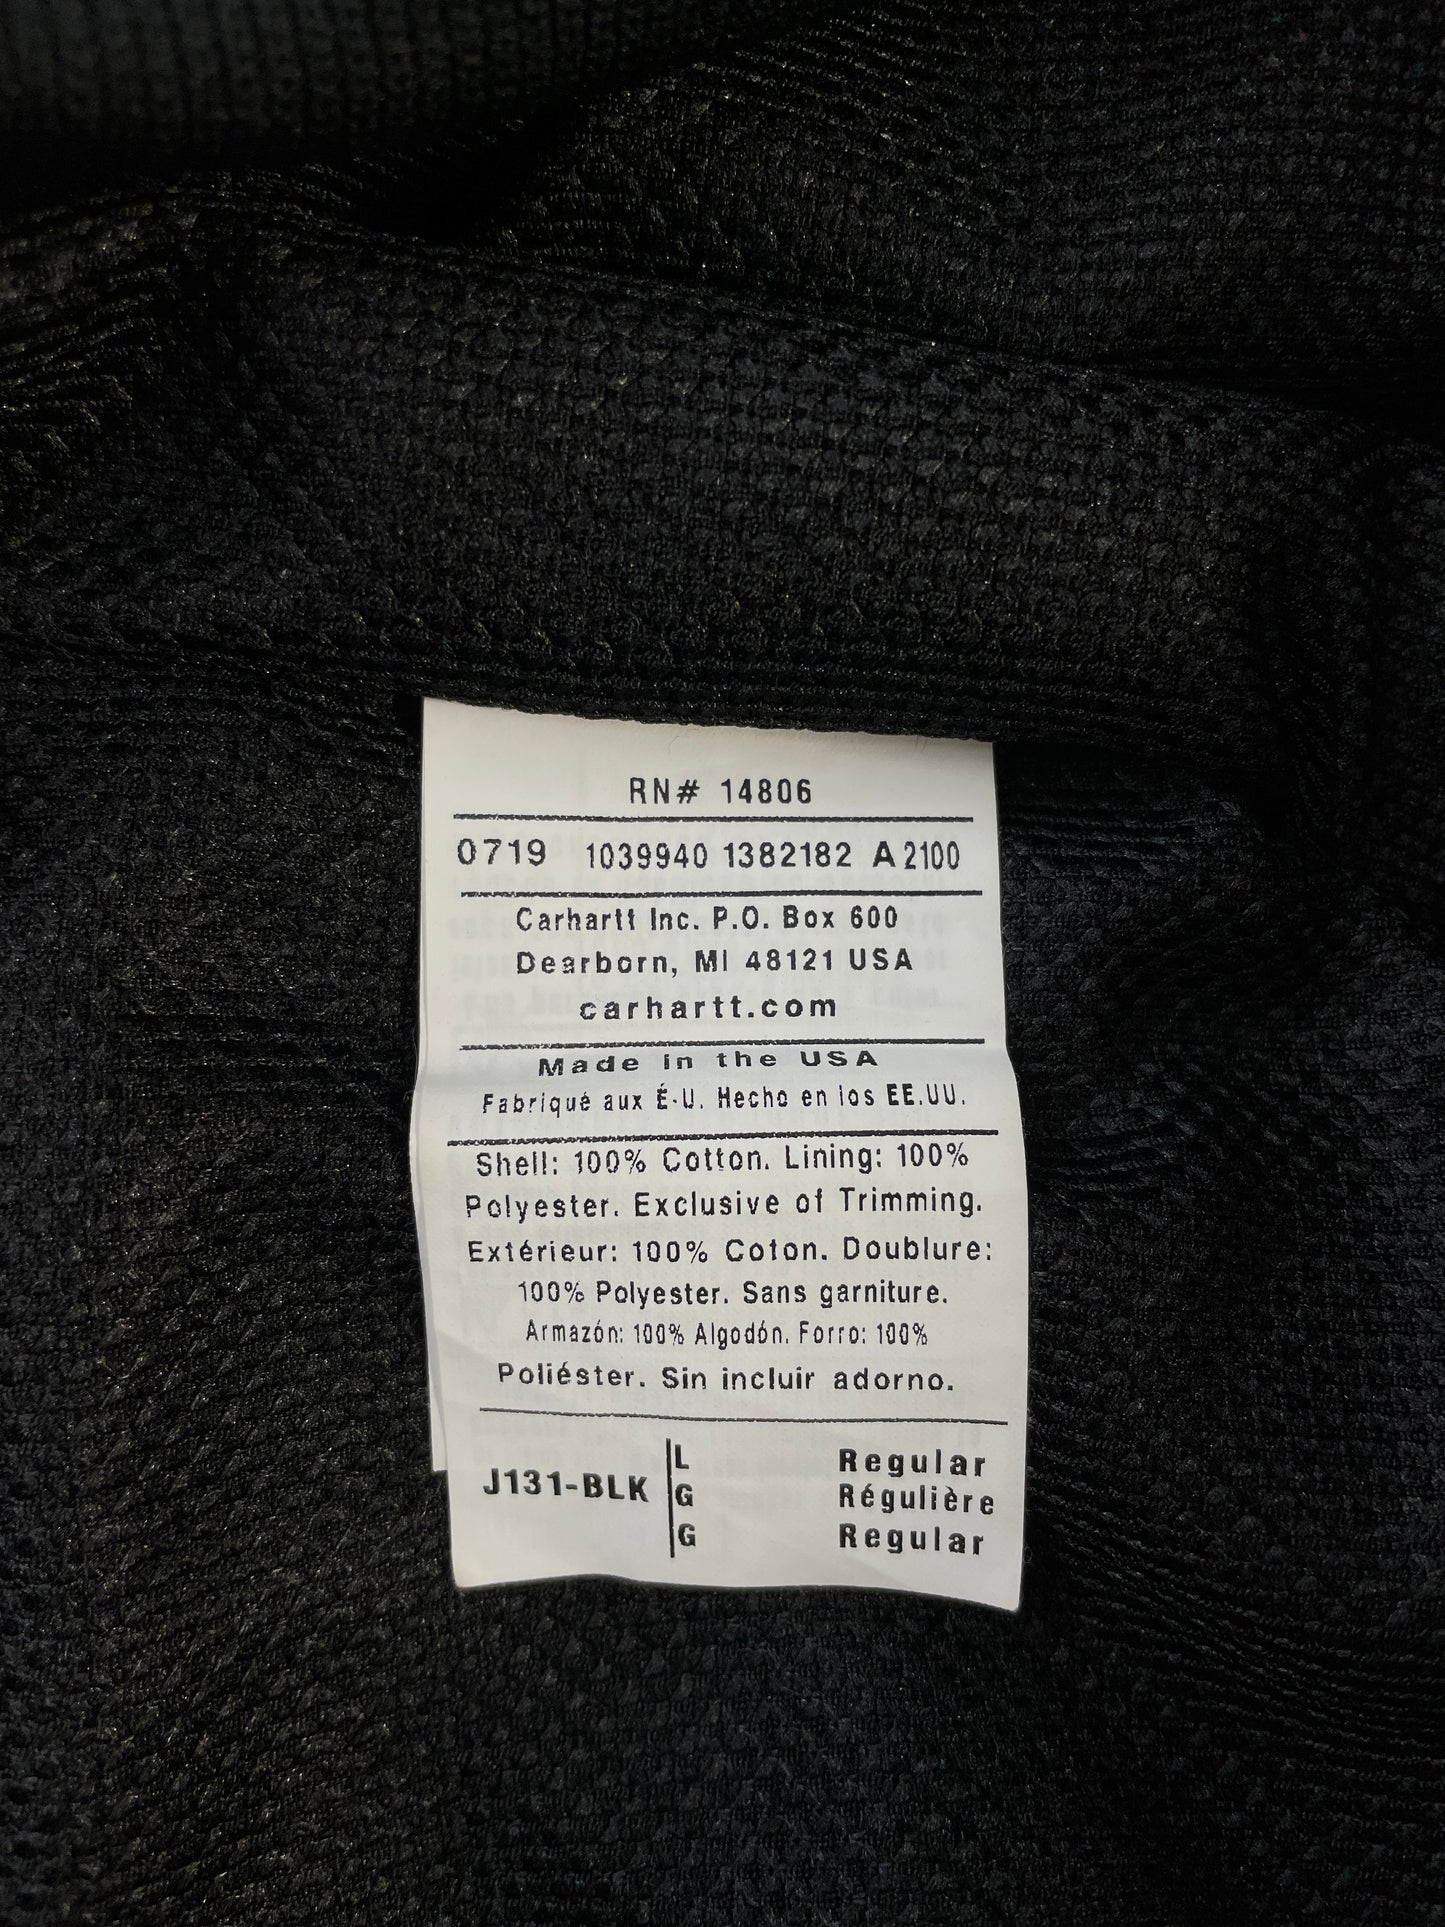 RN# 14806
0719 1039940 1382182 A 2100
Carhartt Inc. P.O. Box 600
Dearborn, MI 48121 USA
carhartt.com
Made in the USA
Fabriqué aux É-U. Hecho en los EE.UU.
Shell: 100% Cotton. Lining: 100%
Polyester. Exclusive of Trimming.
Extérieur: 100% Coton. Doublure:
100% Polyester. Sans garniture.
Armazón: 100% Algodón. Forro: 100%
Poliéster. Sin incluir adorno.
J131-BLK
L Regular
G Régulière
G Regular